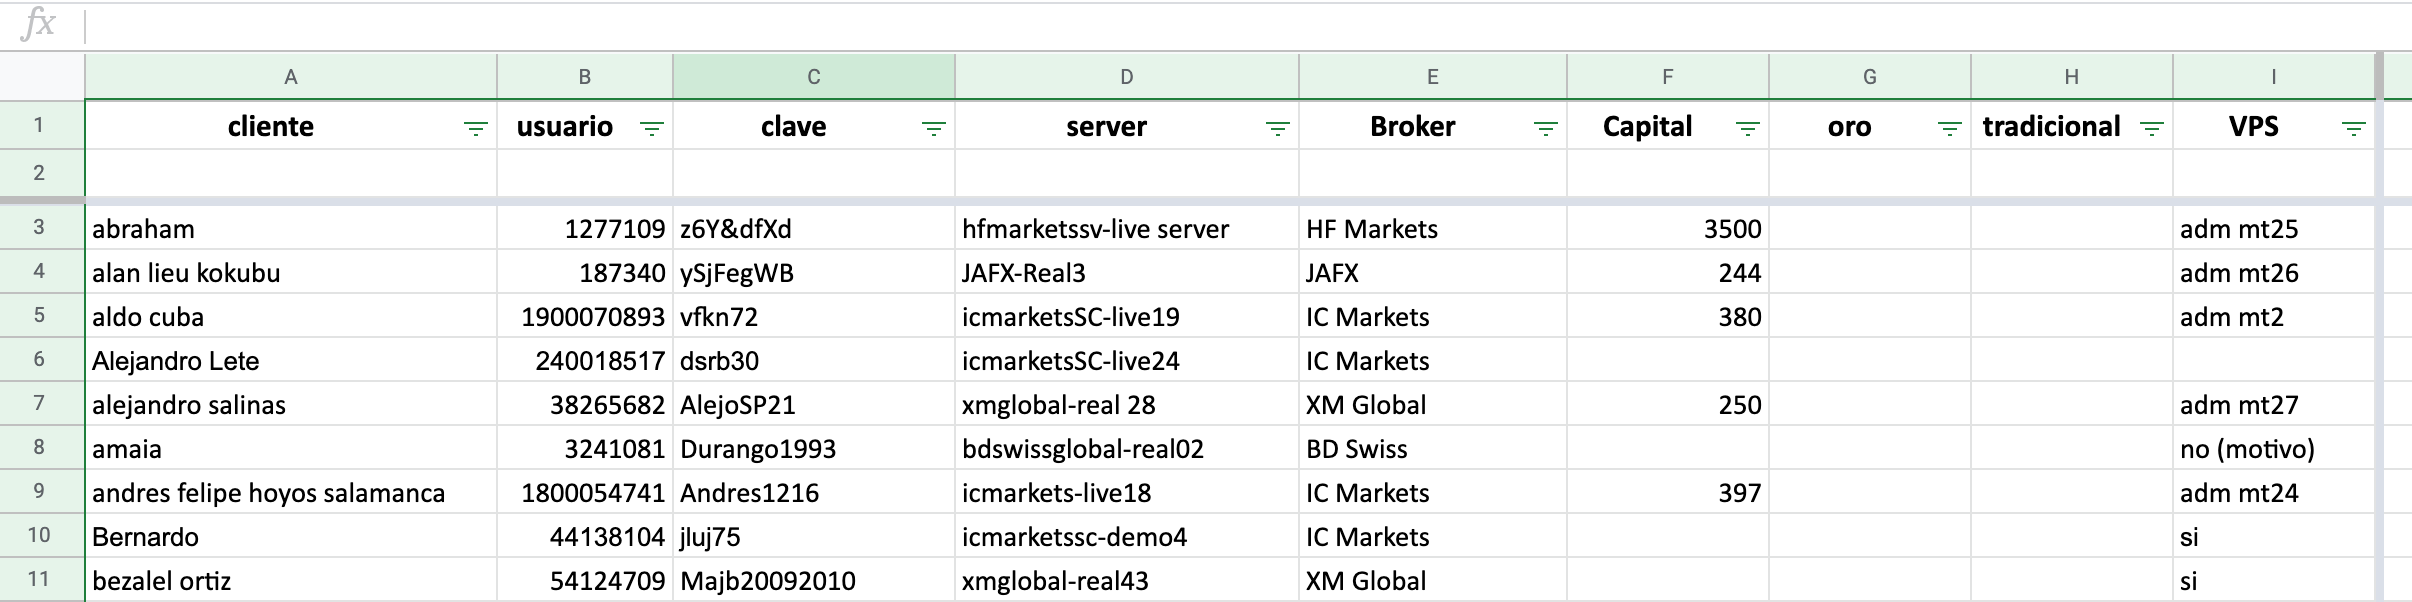 fx
A B C D E F G H I
1 cliente usuario clave server Broker Capital oro tradicional VPS
2
3 abraham 1277109 z6Y&dfXd hfmarketssv-live server HF Markets 3500 adm mt25
4 alan lieu kokubu 187340 ySjFegWB JAFX-Real3 JAFX 244 adm mt26
5 aldo cuba 1900070893 vfkn72 icmarketsSC-live19 IC Markets 380 adm mt2
6 Alejandro Lete 240018517 dsrb30 icmarketsSC-live24 IC Markets
7 alejandro salinas 38265682 AlejoSP21 xmglobal-real 28 XM Global 250 adm mt27
8 amaia 3241081 Durango1993 bdswissglobal-real02 BD Swiss no (motivo)
9 andres felipe hoyos salamanca 1800054741 Andres1216 icmarkets-live18 IC Markets 397 adm mt24
10 Bernardo 44138104 jluj75 icmarketssc-demo4 IC Markets si
11 bezalel ortiz 54124709 Majb20092010 xmglobal-real43 XM Global si